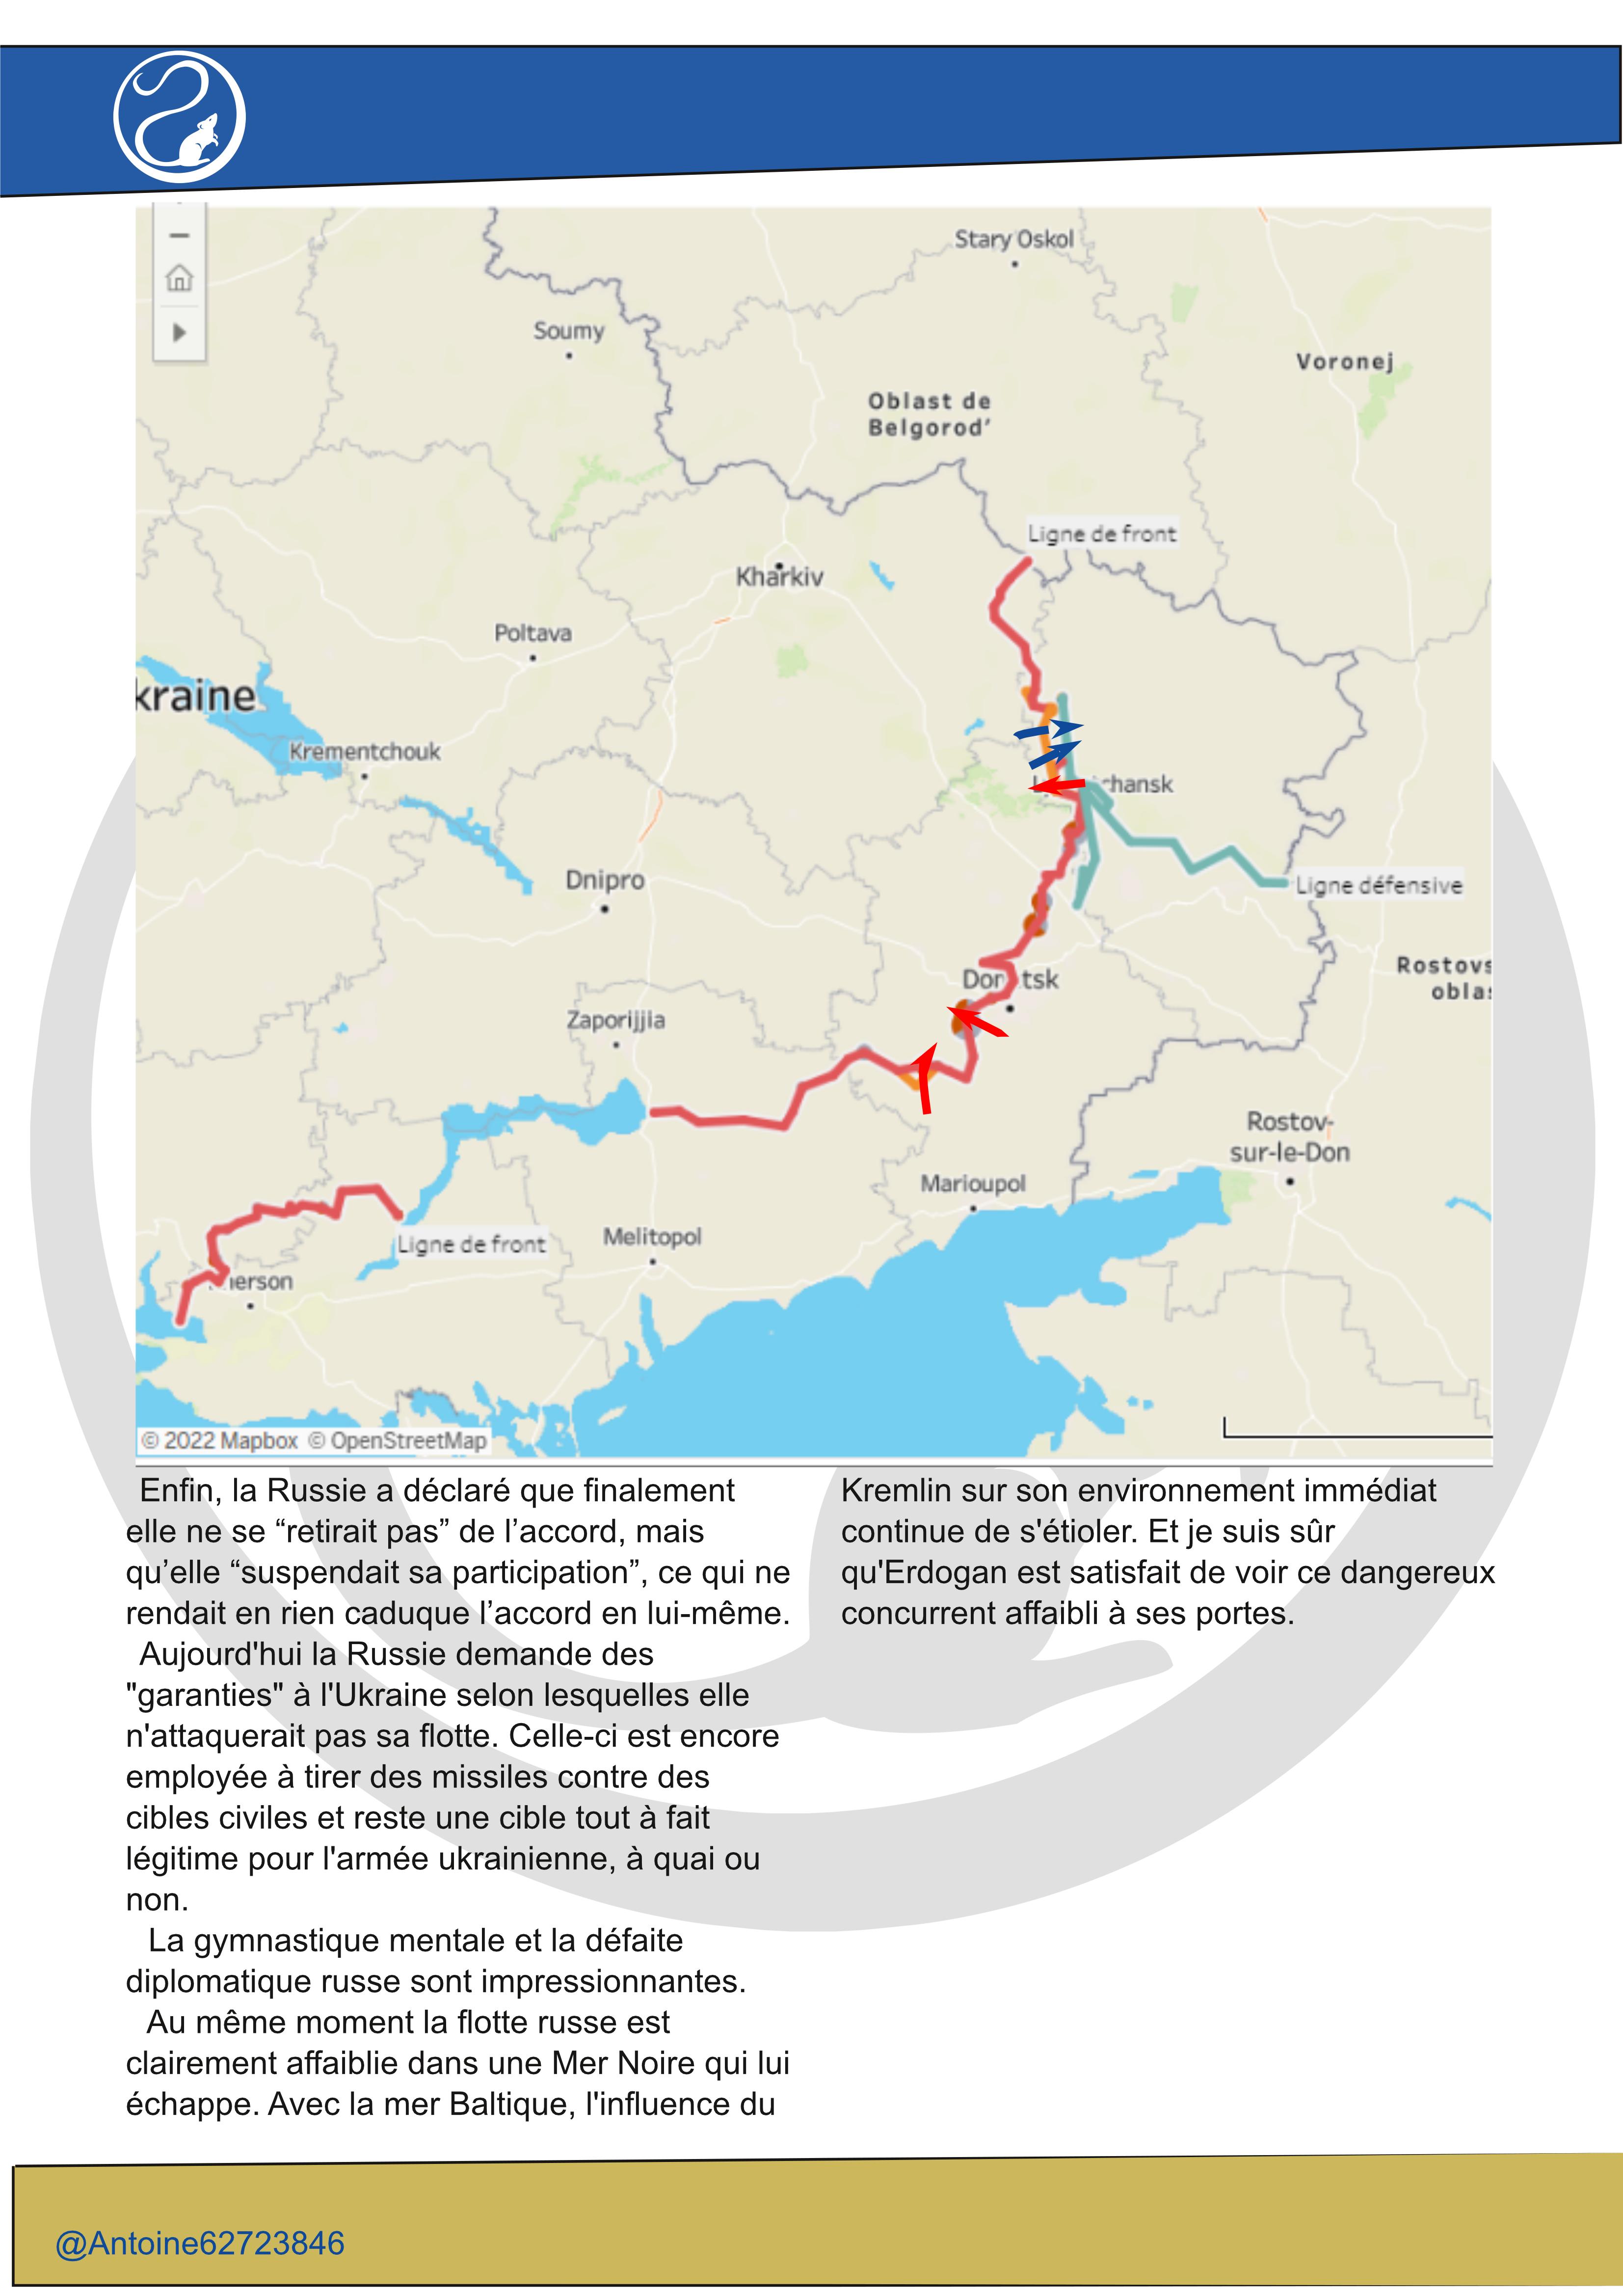 Stary Oskol
Soumy
Voronej
Oblast de
Belgorod’
Ligne de front
Kharkiv
Poltava
kraine
Krementchouk
hansk
Dnipro
Ligne défensive
Rostovs
oblas
Don tsk
Zaporijjia
Rostov-
sur-le-Don
Marioupol
Ligne de front
Melitopol
herson
© 2022 Mapbox © OpenStreetMap
Enfin, la Russie a déclaré que finalement
elle ne se “retirait pas” de l’accord, mais
qu’elle “suspendait sa participation”, ce qui ne
rendait en rien caduque l’accord en lui-même.
Aujourd'hui la Russie demande des
"garanties" à l'Ukraine selon lesquelles elle
n'attaquerait pas sa flotte. Celle-ci est encore
employée à tirer des missiles contre des
cibles civiles et reste une cible tout à fait
légitime pour l'armée ukrainienne, à quai ou
non.
La gymnastique mentale et la défaite
diplomatique russe sont impressionnantes.
Au même moment la flotte russe est
clairement affaiblie dans une Mer Noire qui lui
échappe. Avec la mer Baltique, l'influence du
Kremlin sur son environnement immédiat
continue de s'étioler. Et je suis sûr
qu'Erdogan est satisfait de voir ce dangereux
concurrent affaibli à ses portes.
@Antoine62723846